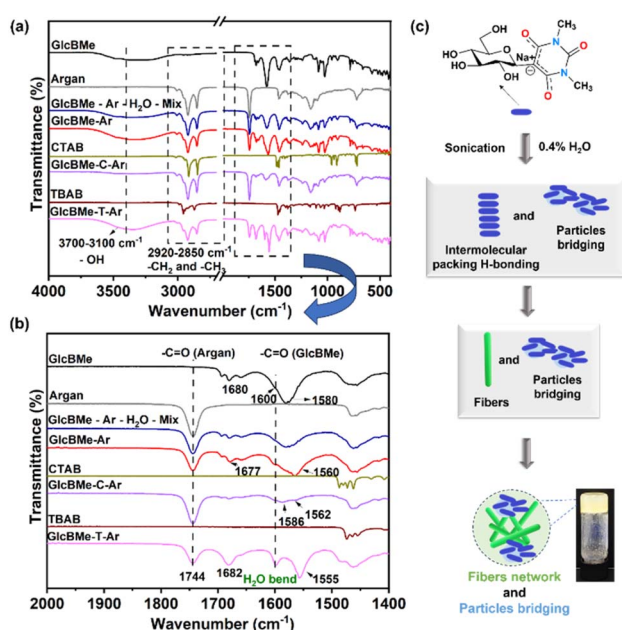 (a)
GlcBMe
Argan
GlcBMe - Ar - H₂O - Mix
GlcBMe-Ar
CTAB
GlcBMe-C-Ar
TBAB
GlcBMe-T-Ar
3700-3100 cm⁻¹
- OH
2920-2850 cm⁻¹
-CH₂ and -CH₃
Transmittance (%)
4000 3000 1500 1000 500
Wavenumber (cm⁻¹)
(b)
-C=O (Argan) -C=O (GlcBMe)
GlcBMe
1680
1600
1580
Argan
GlcBMe - Ar - H₂O - Mix
GlcBMe-Ar
1677
1560
CTAB
GlcBMe-C-Ar
1586
1562
TBAB
GlcBMe-T-Ar
1744
1682
H₂O bend
1555
Transmittance (%)
2000 1900 1800 1700 1600 1500 1400
Wavenumber (cm⁻¹)
(c)
OH
HO
HO
O
OH
Na+
⊖
O
CH₃
N
O
N
O
CH₃
Sonication 0.4% H₂O
and
Intermolecular
packing H-bonding
Particles
bridging
and
Fibers
Particles
bridging
Fibers network
and
Particles bridging